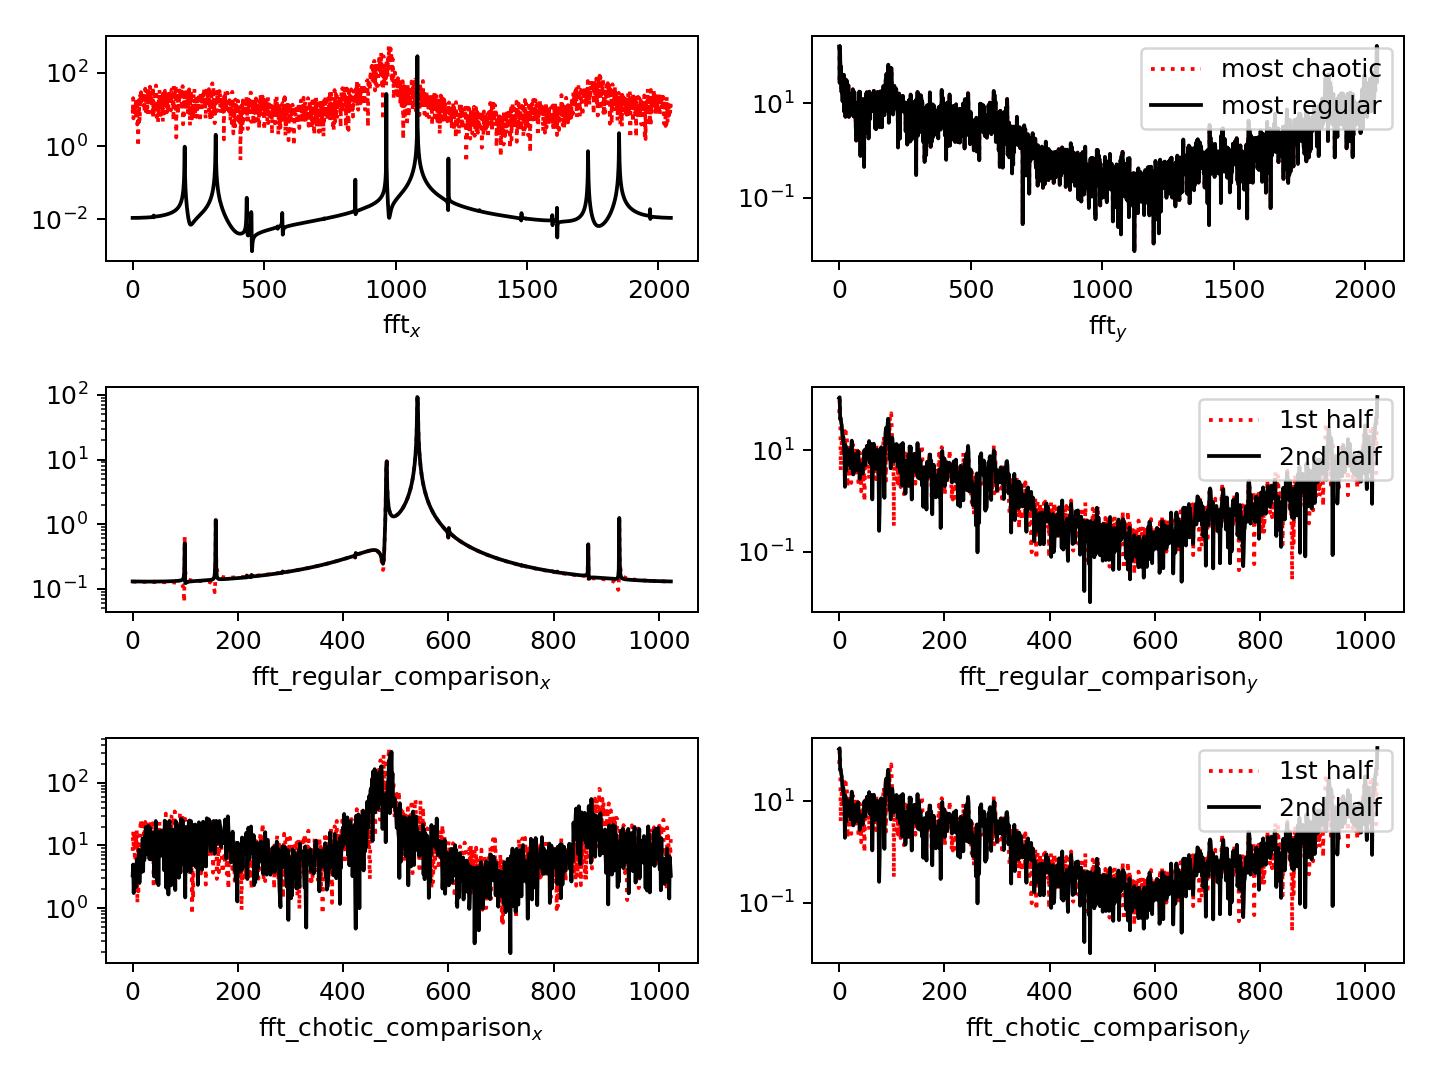 10²
10⁰
10⁻²
0 500 1000 1500 2000
fftₓ
10¹
10⁻¹
most chaotic
most regular
0 500 1000 1500 2000
fft_y
10²
10¹
10⁰
10⁻¹
0 200 400 600 800 1000
fft_regular_comparisonₓ
10¹
10⁻¹
1st half
2nd half
0 200 400 600 800 1000
fft_regular_comparison_y
10²
10¹
10⁰
0 200 400 600 800 1000
fft_chotic_comparisonₓ
10¹
10⁻¹
1st half
2nd half
0 200 400 600 800 1000
fft_chotic_comparison_y